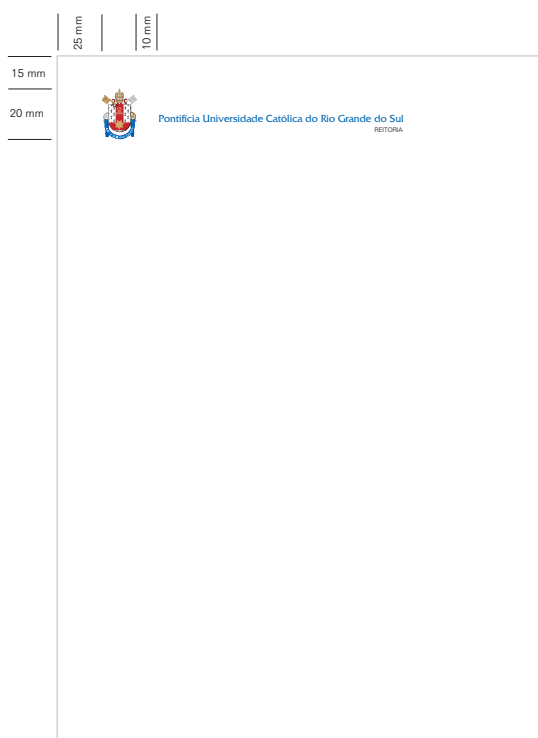 25 mm
10 mm
15 mm
20 mm
Pontifícia Universidade Católica do Rio Grande do Sul
REITORIA